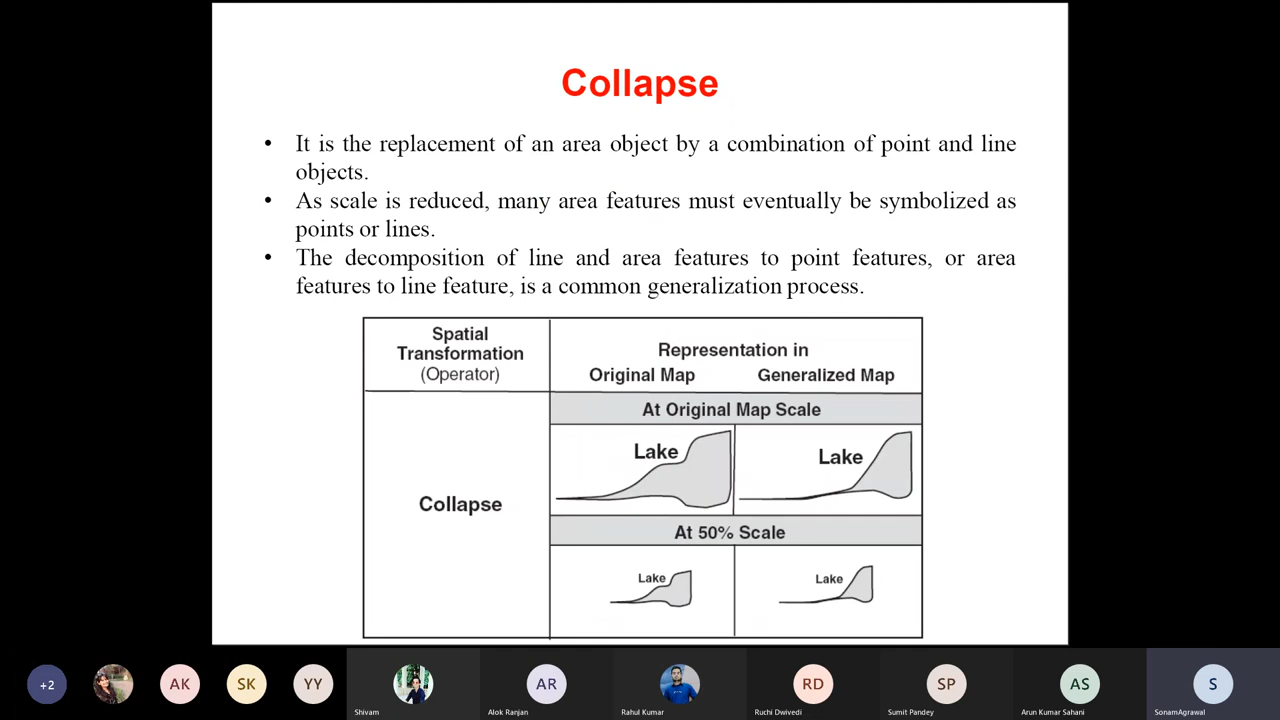 Collapse
• It is the replacement of an area object by a combination of point and line
objects.
• As scale is reduced, many area features must eventually be symbolized as
points or lines.
• The decomposition of line and area features to point features, or area
features to line feature, is a common generalization process.
Spatial
Transformation
(Operator)
Representation in
Original Map
Generalized Map
At Original Map Scale
Collapse
Lake
Lake
At 50% Scale
Lake
Lake
+2
AK
SK
YY
Shivam
AR
Alok Ranjan
Rahul Kumar
RD
Ruchi Dwivedi
SP
Sumit Pandey
AS
Arun Kumar Sahani
S
SonamAgrawal